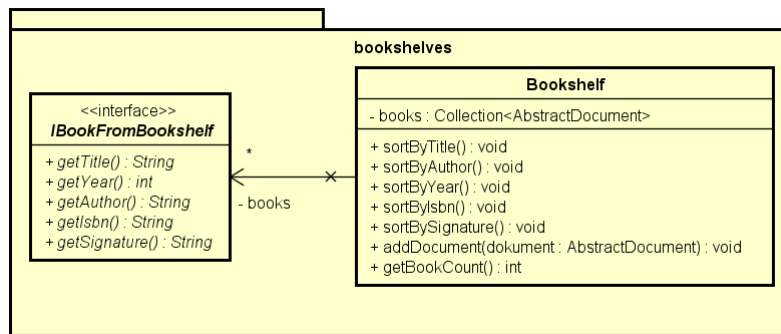 bookshelves
<<interface>>
IBookFromBookshelf
+ getTitle() : String
+ getYear() : int
+ getAuthor() : String
+ getIsbn() : String
+ getSignature() : String
*
- books
Bookshelf
- books : Collection<AbstractDocument>
+ sortByTitle() : void
+ sortByAuthor() : void
+ sortByYear() : void
+ sortByIsbn() : void
+ sortBySignature() : void
+ addDocument(dokument : AbstractDocument) : void
+ getBookCount() : int